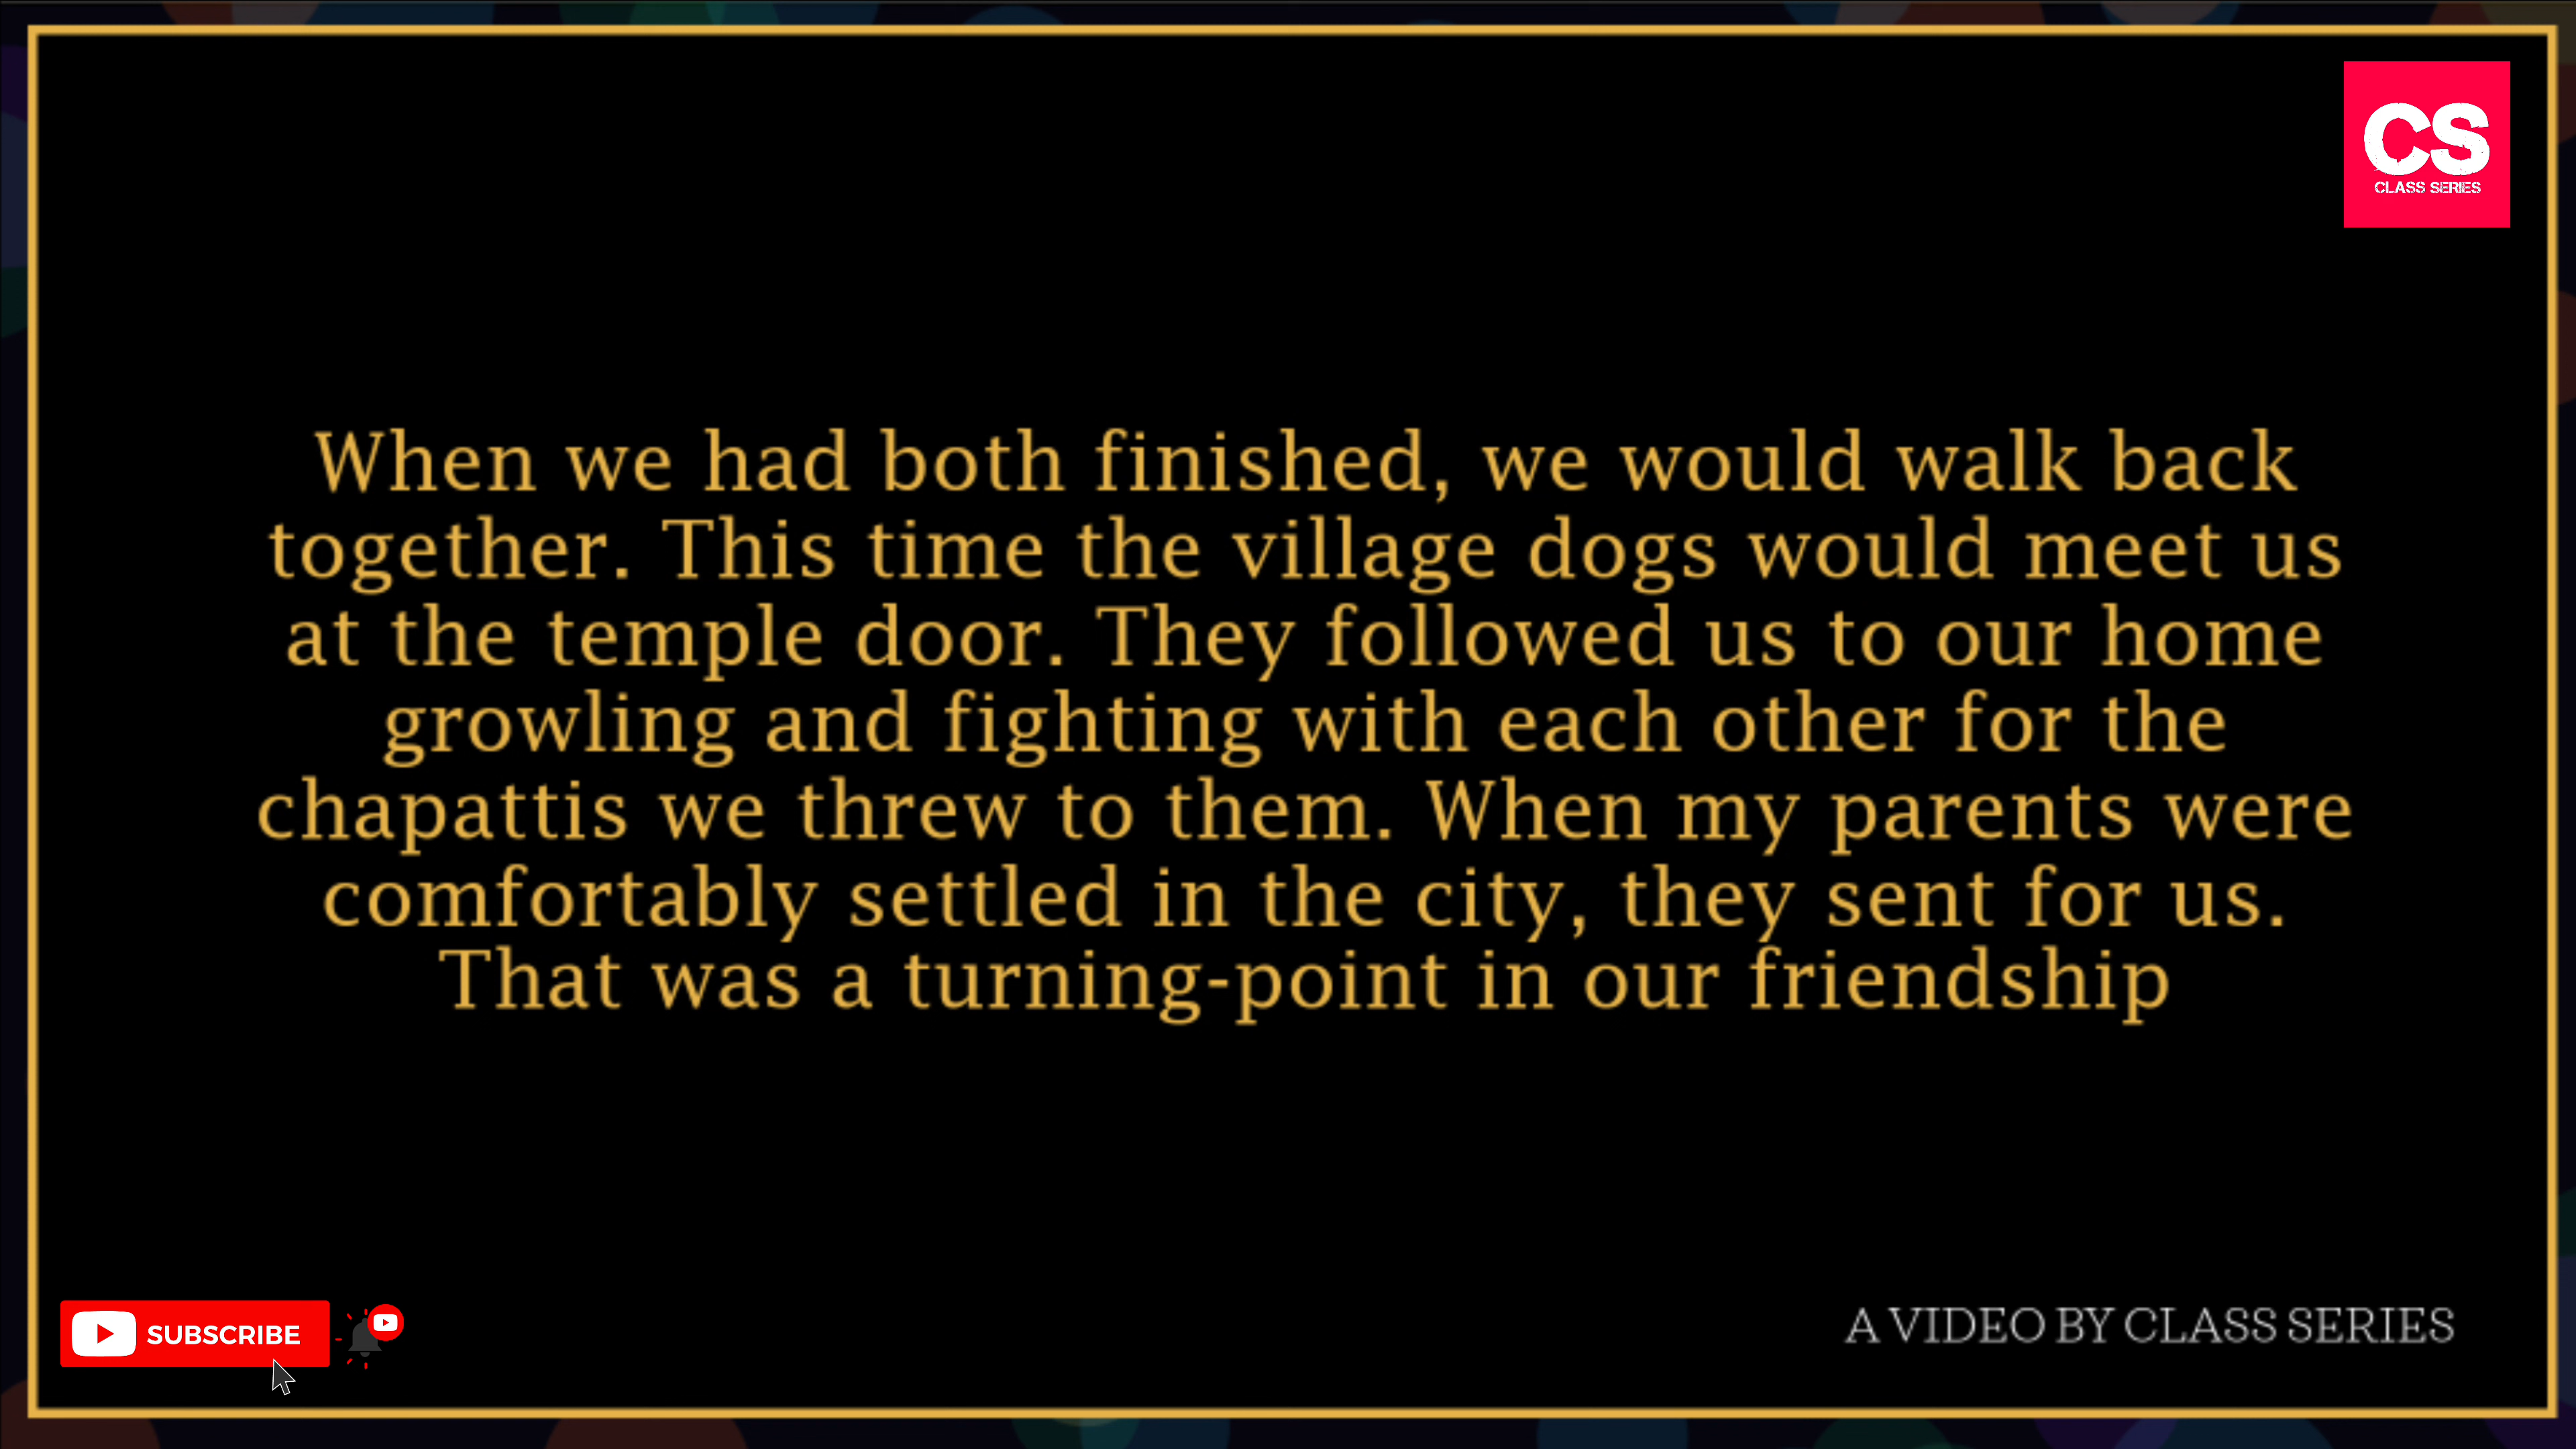 CS
CLASS SERIES
When we had both finished, we would walk back
together. This time the village dogs would meet us
at the temple door. They followed us to our home
growling and fighting with each other for the
chapattis we threw to them. When my parents were
comfortably settled in the city, they sent for us.
That was a turning-point in our friendship
SUBSCRIBE
A VIDEO BY CLASS SERIES